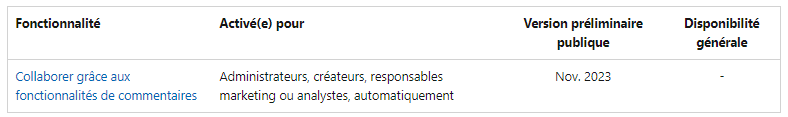 Fonctionnalité Activé(e) pour Version préliminaire publique Disponibilité générale
Collaborer grâce aux fonctionnalités de commentaires
Administrateurs, créateurs, responsables marketing ou analystes, automatiquement
Nov. 2023
-